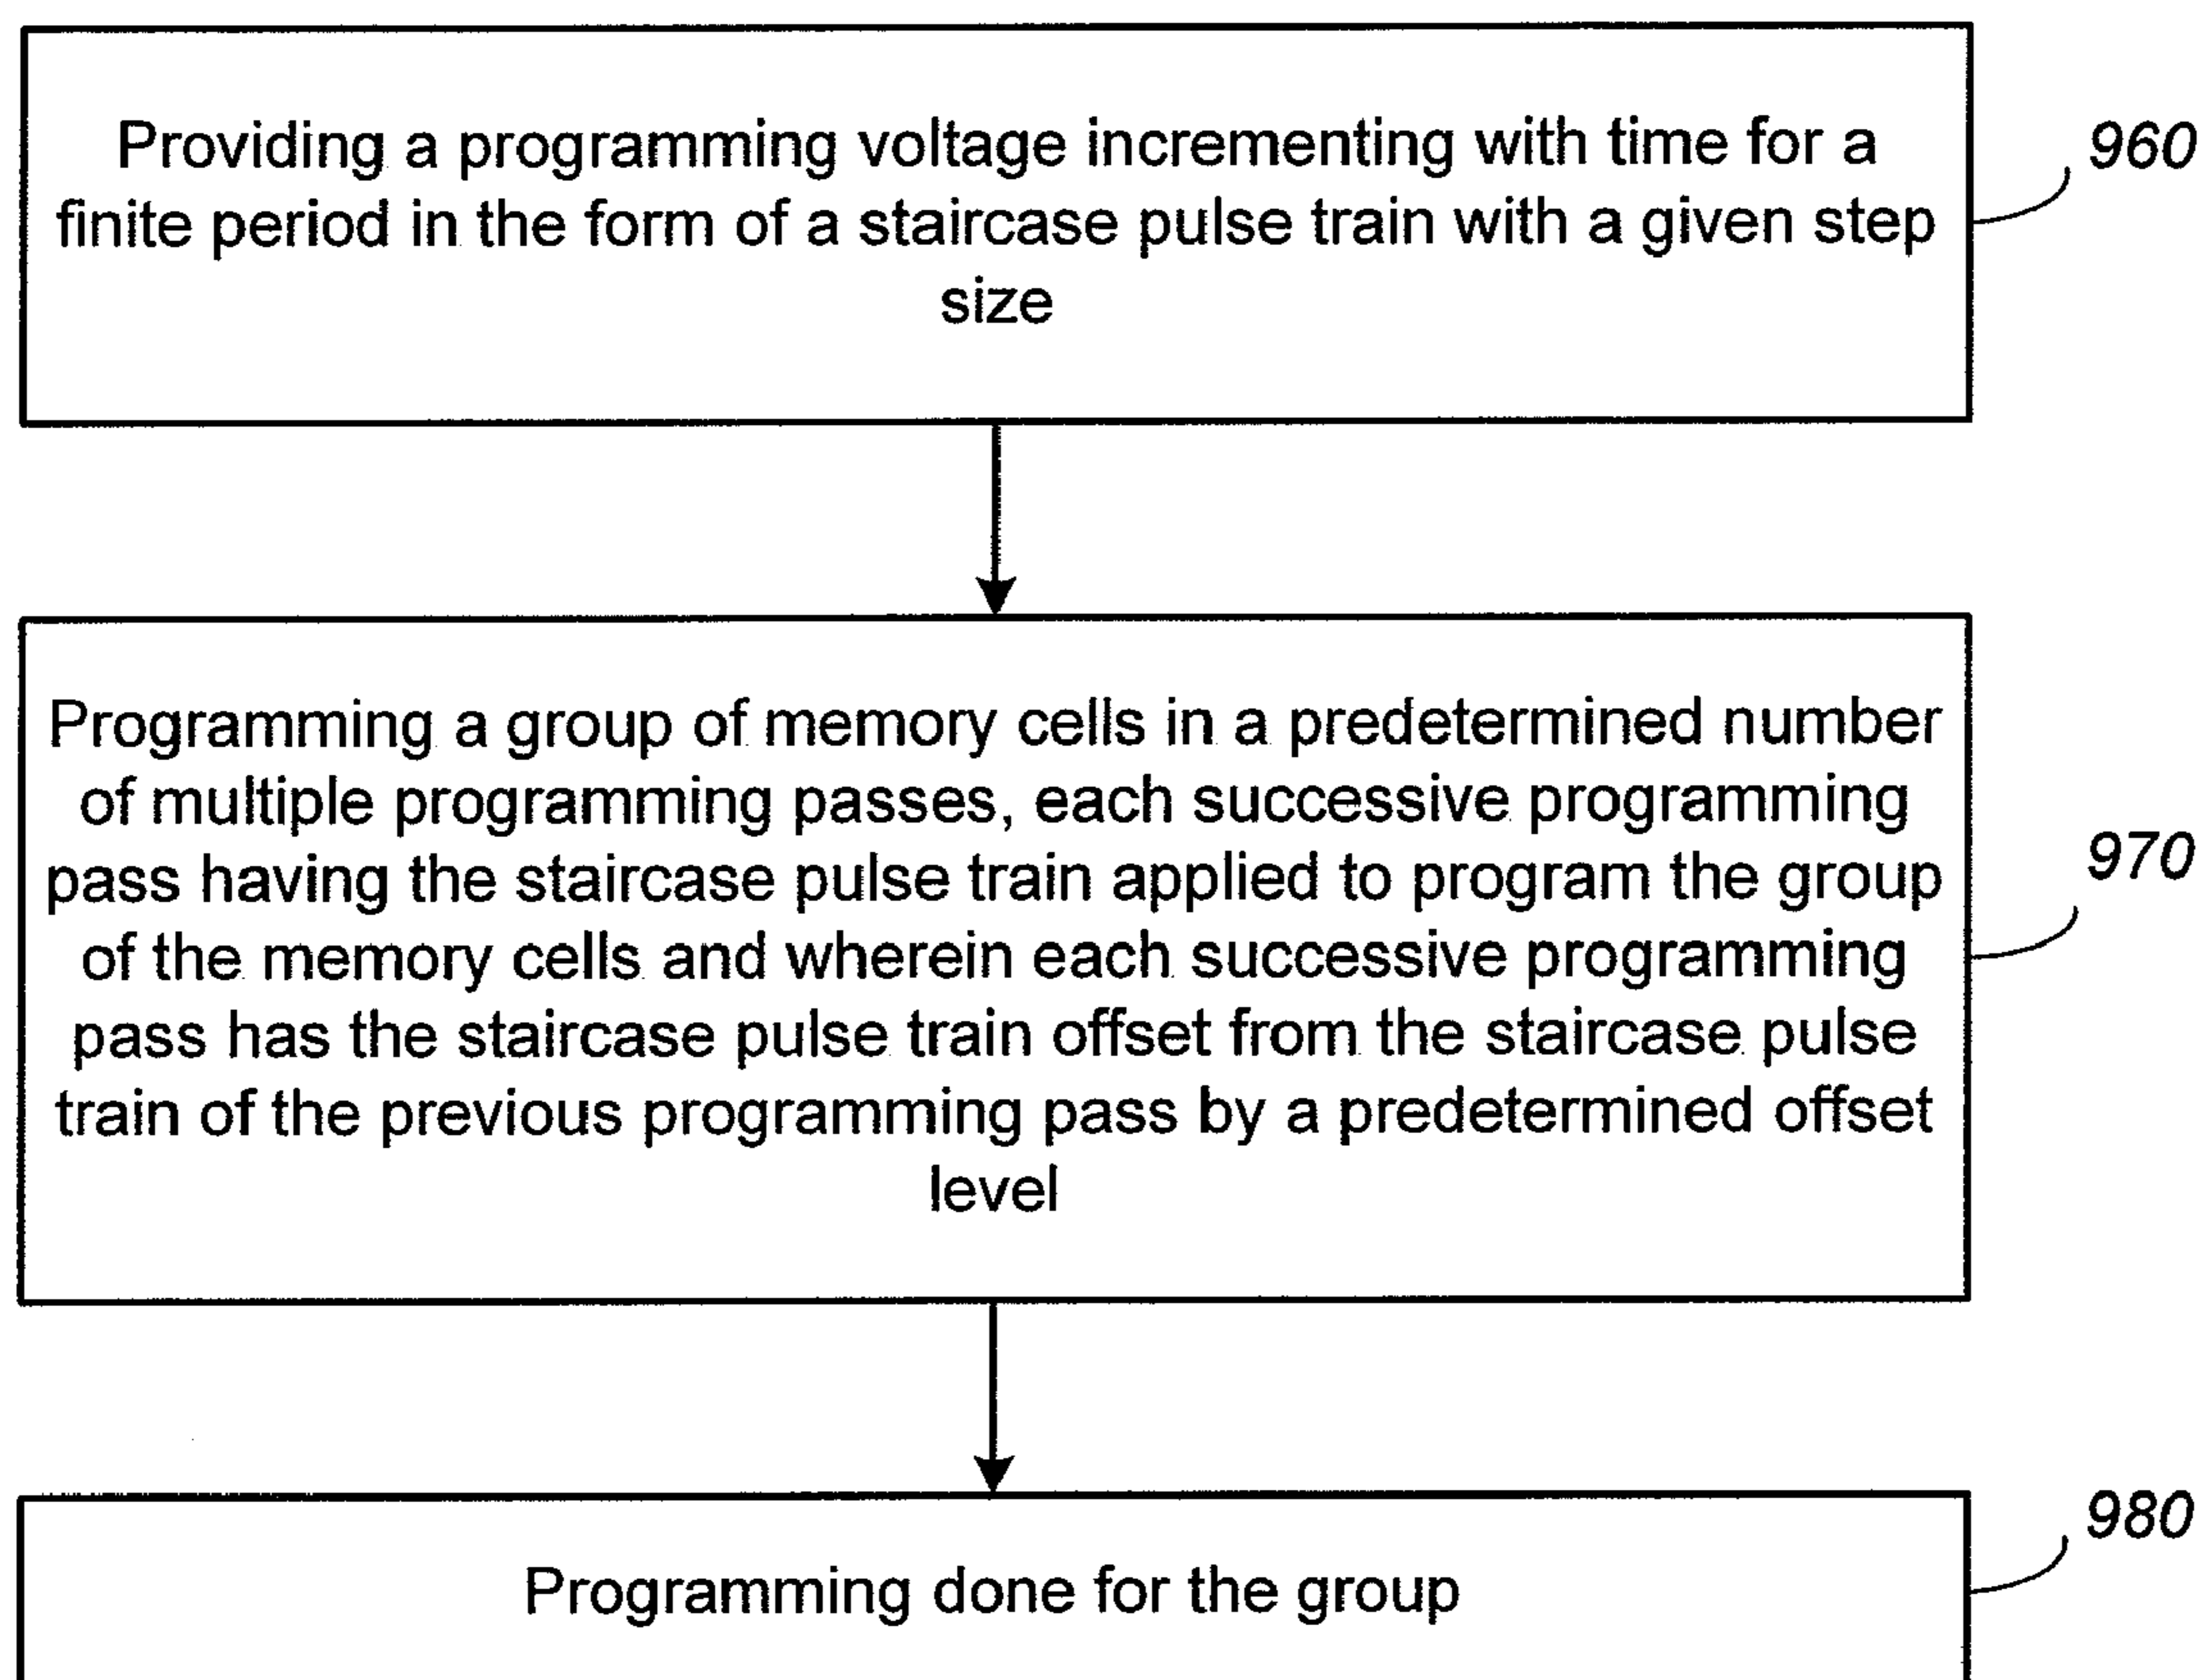 Providing a programming voltage incrementing with time for a
finite period in the form of a staircase pulse train with a given step
size
960
Programming a group of memory cells in a predetermined number
of multiple programming passes, each successive programming
pass having the staircase pulse train applied to program the group
of the memory cells and wherein each successive programming
pass has the staircase pulse train offset from the staircase pulse
train of the previous programming pass by a predetermined offset
level
970
Programming done for the group
980